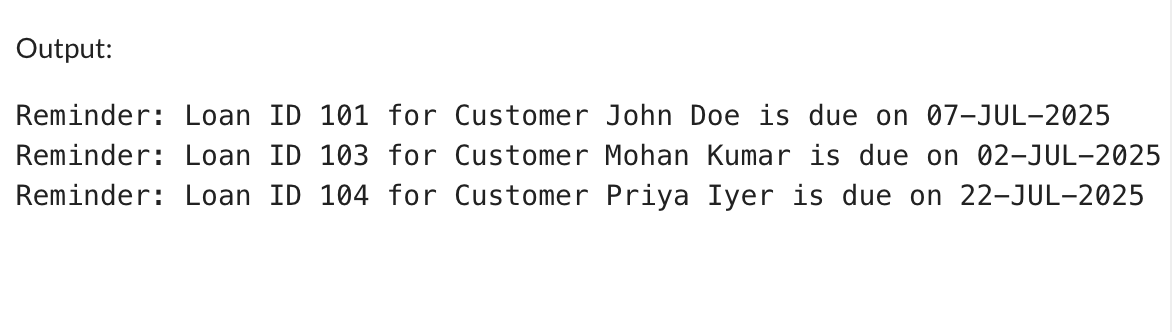 Output:
Reminder: Loan ID 101 for Customer John Doe is due on 07-JUL-2025
Reminder: Loan ID 103 for Customer Mohan Kumar is due on 02-JUL-2025
Reminder: Loan ID 104 for Customer Priya Iyer is due on 22-JUL-2025